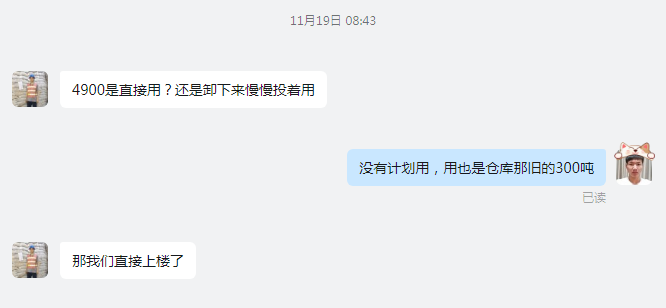 11月19日 08:43
4900是直接用？还是卸下来慢慢投着用
没有计划用，用也是仓库那旧的300吨
已读
那我们直接上楼了